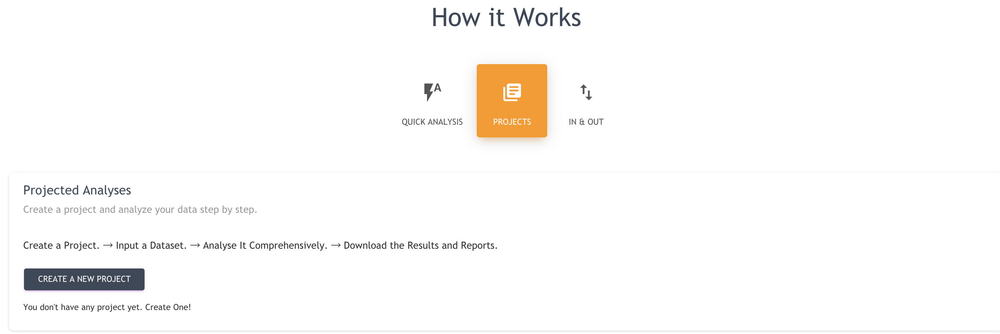 How it Works
A
QUICK ANALYSIS
PROJECTS
IN & OUT
Projected Analyses
Create a project and analyze your data step by step.
Create a Project. → Input a Dataset. → Analyse It Comprehensively. → Download the Results and Reports.
CREATE A NEW PROJECT
You don't have any project yet. Create One!